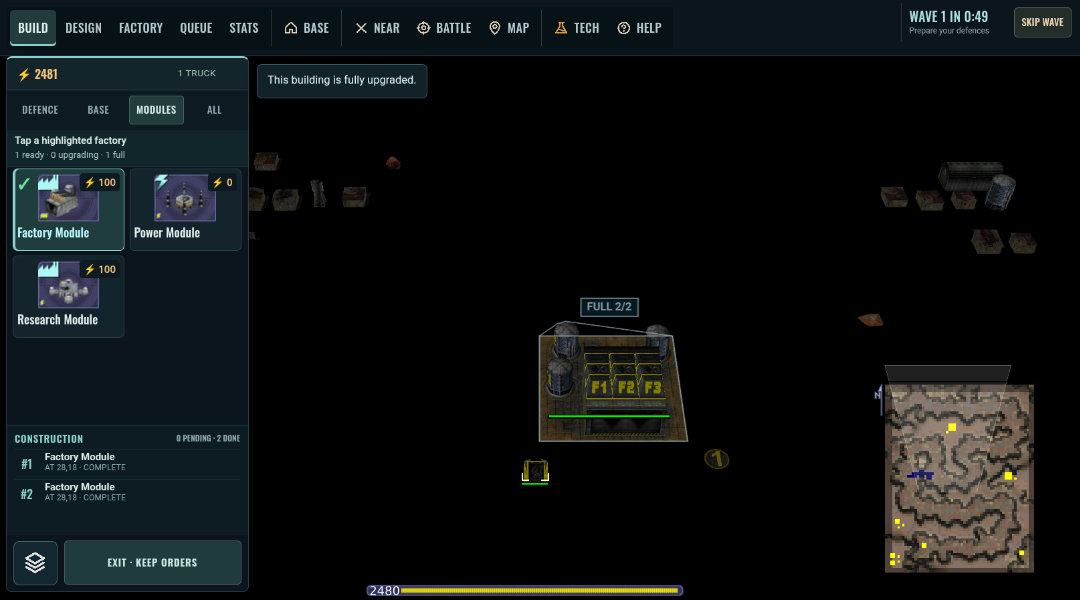 BUILD DESIGN FACTORY QUEUE STATS BASE NEAR BATTLE MAP TECH HELP
WAVE 1 IN 0:49
Prepare your defences
SKIP WAVE
2481
1 TRUCK
This building is fully upgraded.
DEFENCE BASE MODULES ALL
Tap a highlighted factory
1 ready · 0 upgrading · 1 full
100
Factory Module
0
Power Module
100
Research Module
FULL 2/2
F1 F2 F3
1
N
CONSTRUCTION
0 PENDING · 2 DONE
#1 Factory Module
AT 28,18 · COMPLETE
#2 Factory Module
AT 28,18 · COMPLETE
EXIT · KEEP ORDERS
2480